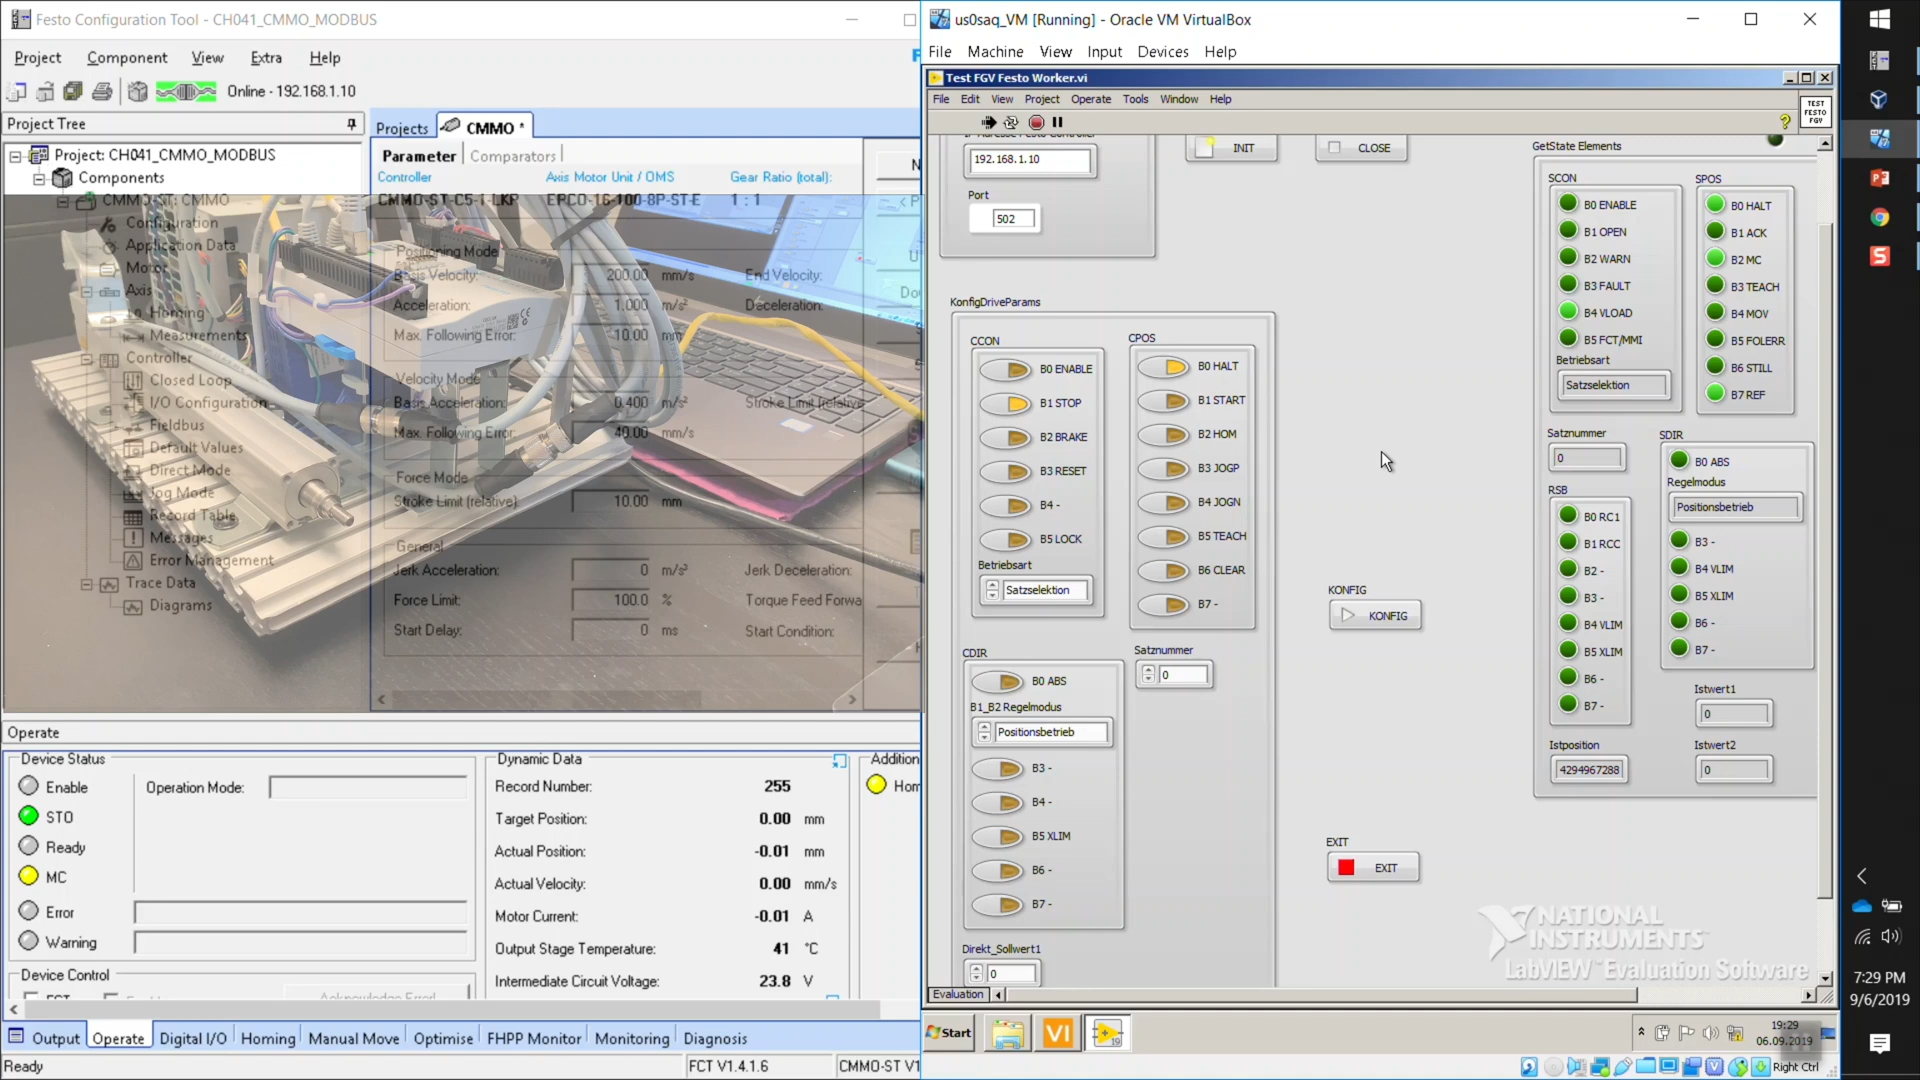 Festo Configuration Tool - CH041_CMMO_MODBUS
Project Component View Extra Help
Online - 192.168.1.10
Project Tree
Project: CH041_CMMO_MODBUS
Components
CMMO-ST: CMMO
Configuration
Application Data
Motor
Axis
Homing
Measurements
Controller
Closed Loop
I/O Configuration
Fieldbus
Default Values
Direct Mode
Jog Mode
Record Table
Messages
Error Management
Trace Data
Diagrams
Projects CMMO *
Parameter Comparators
Controller Axis Motor Unit / OMS Gear Ratio (total):
CMMO-ST-C5-1-LKP EPCO-16-100-8P-ST-E 1 : 1
Positioning Mode
Basis Velocity: 200.00 mm/s End Velocity:
Acceleration: 1.000 m/s² Deceleration:
Max. Following Error: 10.00 mm
Velocity Mode
Basis Acceleration: 0.400 m/s² Stroke Limit (relative
Max. Following Error: 40.00 mm/s
Force Mode
Stroke Limit (relative): 10.00 mm
General
Jerk Acceleration: 0 m/s³ Jerk Deceleration:
Force Limit: 100.0 % Torque Feed Forwa
Start Delay: 0 ms Start Condition:
Operate
Device Status
Enable
STO
Ready
MC
Error
Warning
Operation Mode:
Device Control
Dynamic Data
Record Number: 255
Target Position: 0.00 mm
Actual Position: -0.01 mm
Actual Velocity: 0.00 mm/s
Motor Current: -0.01 A
Output Stage Temperature: 41 °C
Intermediate Circuit Voltage: 23.8 V
Addition
Hom
Output Operate Digital I/O Homing Manual Move Optimise FHPP Monitor Monitoring Diagnosis
Ready
FCT V1.4.1.6
CMMO-ST V1
us0saq_VM [Running] - Oracle VM VirtualBox
File Machine View Input Devices Help
Test FGV Festo Worker.vi
File Edit View Project Operate Tools Window Help
TEST
FESTO
FGV
192.168.1.10
Port
502
INIT
CLOSE
KonfigDriveParams
CCON
B0 ENABLE
B1 STOP
B2 BRAKE
B3 RESET
B4 -
B5 LOCK
Betriebsart
Satzselektion
CPOS
B0 HALT
B1 START
B2 HOM
B3 JOGP
B4 JOGN
B5 TEACH
B6 CLEAR
B7 -
CDIR
B0 ABS
B1_B2 Regelmodus
Positionsbetrieb
B3 -
B4 -
B5 XLIM
B6 -
B7 -
Satznummer
0
Direkt_Sollwert1
0
KONFIG
KONFIG
EXIT
EXIT
GetState Elements
SCON
B0 ENABLE
B1 OPEN
B2 WARN
B3 FAULT
B4 VLOAD
B5 FCT/MMI
Betriebsart
Satzselektion
SPOS
B0 HALT
B1 ACK
B2 MC
B3 TEACH
B4 MOV
B5 FOLERR
B6 STILL
B7 REF
Satznummer
0
RSB
B0 RC1
B1 RCC
B2 -
B3 -
B4 VLIM
B5 XLIM
B6 -
B7 -
SDIR
B0 ABS
Regelmodus
Positionsbetrieb
B3 -
B4 VLIM
B5 XLIM
B6 -
B7 -
Istwert1
0
Istposition
4294967288
Istwert2
0
NATIONAL
INSTRUMENTS
LabVIEW™ Evaluation Software
Evaluation
Start
VI
19
19:29
06.09.2019
Right Ctrl
7:29 PM
9/6/2019